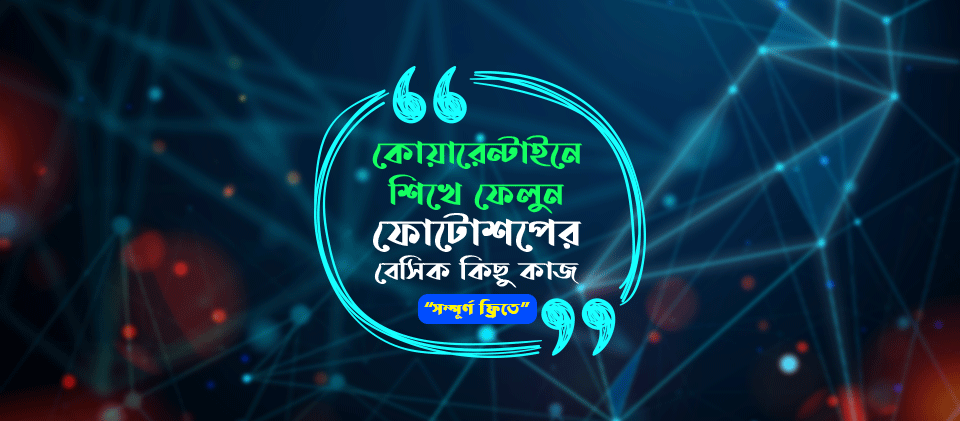 কোয়ারেন্টাইনে
শিখে ফেলুন
ফোটোশপের
বেসিক কিছু কাজ
“সম্পূর্ণ ফ্রিতে”